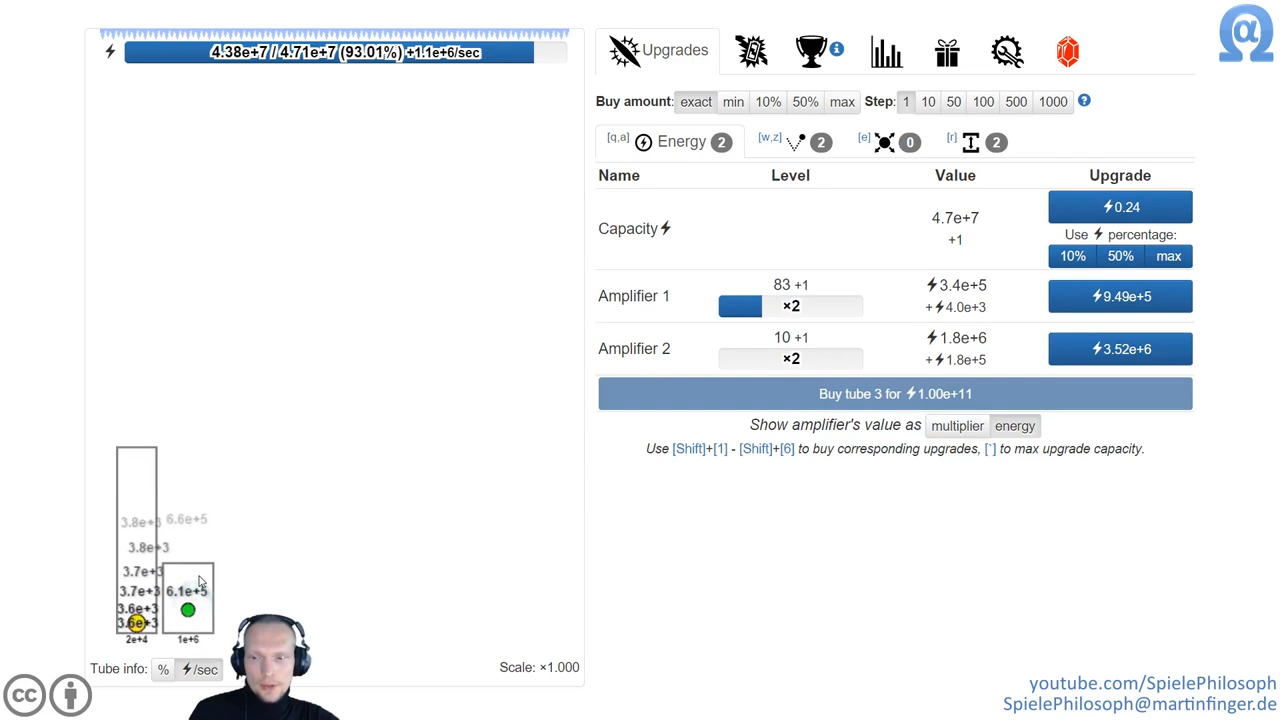 4.38e+7 / 4.71e+7 (93.01%) +1.1e+6/sec
Upgrades
Buy amount: exact min 10% 50% max Step: 1 10 50 100 500 1000
[q,a] Energy 2 [w,z] 2 [e] 0 [r] 2
Name Level Value Upgrade
Capacity 4.7e+7 +1 0.24
Use percentage:
10% 50% max
Amplifier 1 83 +1 ×2 3.4e+5 +4.0e+3 9.49e+5
Amplifier 2 10 +1 ×2 1.8e+6 +1.8e+5 3.52e+6
Buy tube 3 for 1.00e+11
Show amplifier's value as multiplier energy
Use [Shift]+[1] - [Shift]+[6] to buy corresponding upgrades, [`] to max upgrade capacity.
3.8e+3 6.6e+5
3.8e+3
3.7e+3
3.7e+3 6.1e+5
3.6e+3
3.6e+3
2e+4 1e+6
Tube info: % /sec Scale: ×1.000
cc
youtube.com/SpielePhilosoph
SpielePhilosoph@martinfinger.de